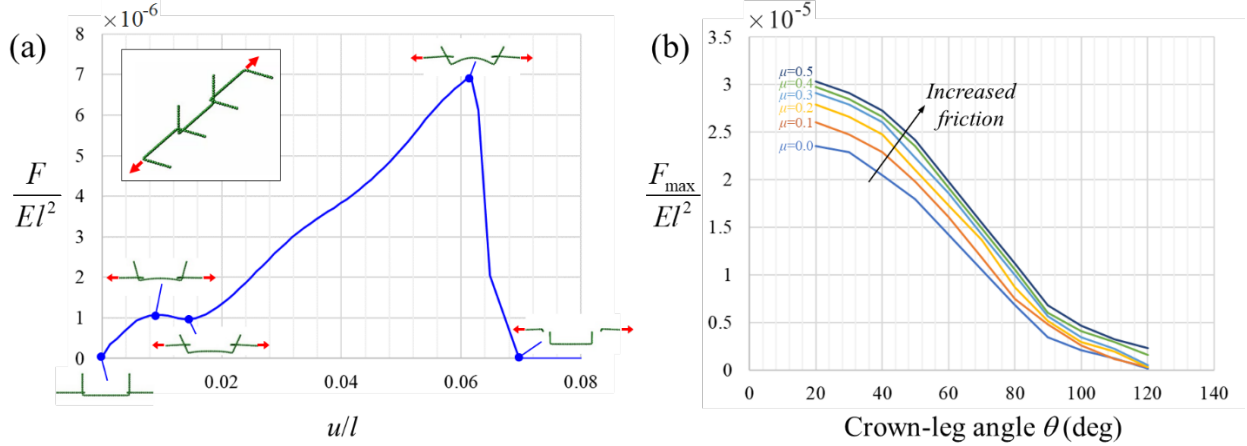 (a)
×10⁻⁶
8
7
6
5
4
3
2
1
0
F
El²
0.02
0.04
0.06
0.08
u/l
(b)
×10⁻⁵
3.5
3
2.5
2
1.5
1
0.5
0
F_max
El²
μ=0.5
μ=0.4
μ=0.3
μ=0.2
μ=0.1
μ=0.0
Increased
friction
0 20 40 60 80 100 120 140
Crown-leg angle θ (deg)